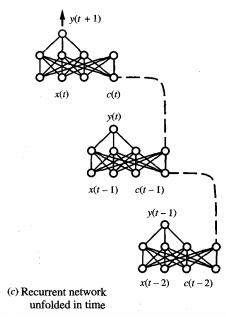 y(t + 1)
x(t) c(t)
y(t)
x(t − 1) c(t − 1)
y(t − 1)
x(t − 2) c(t − 2)
(c) Recurrent network
unfolded in time